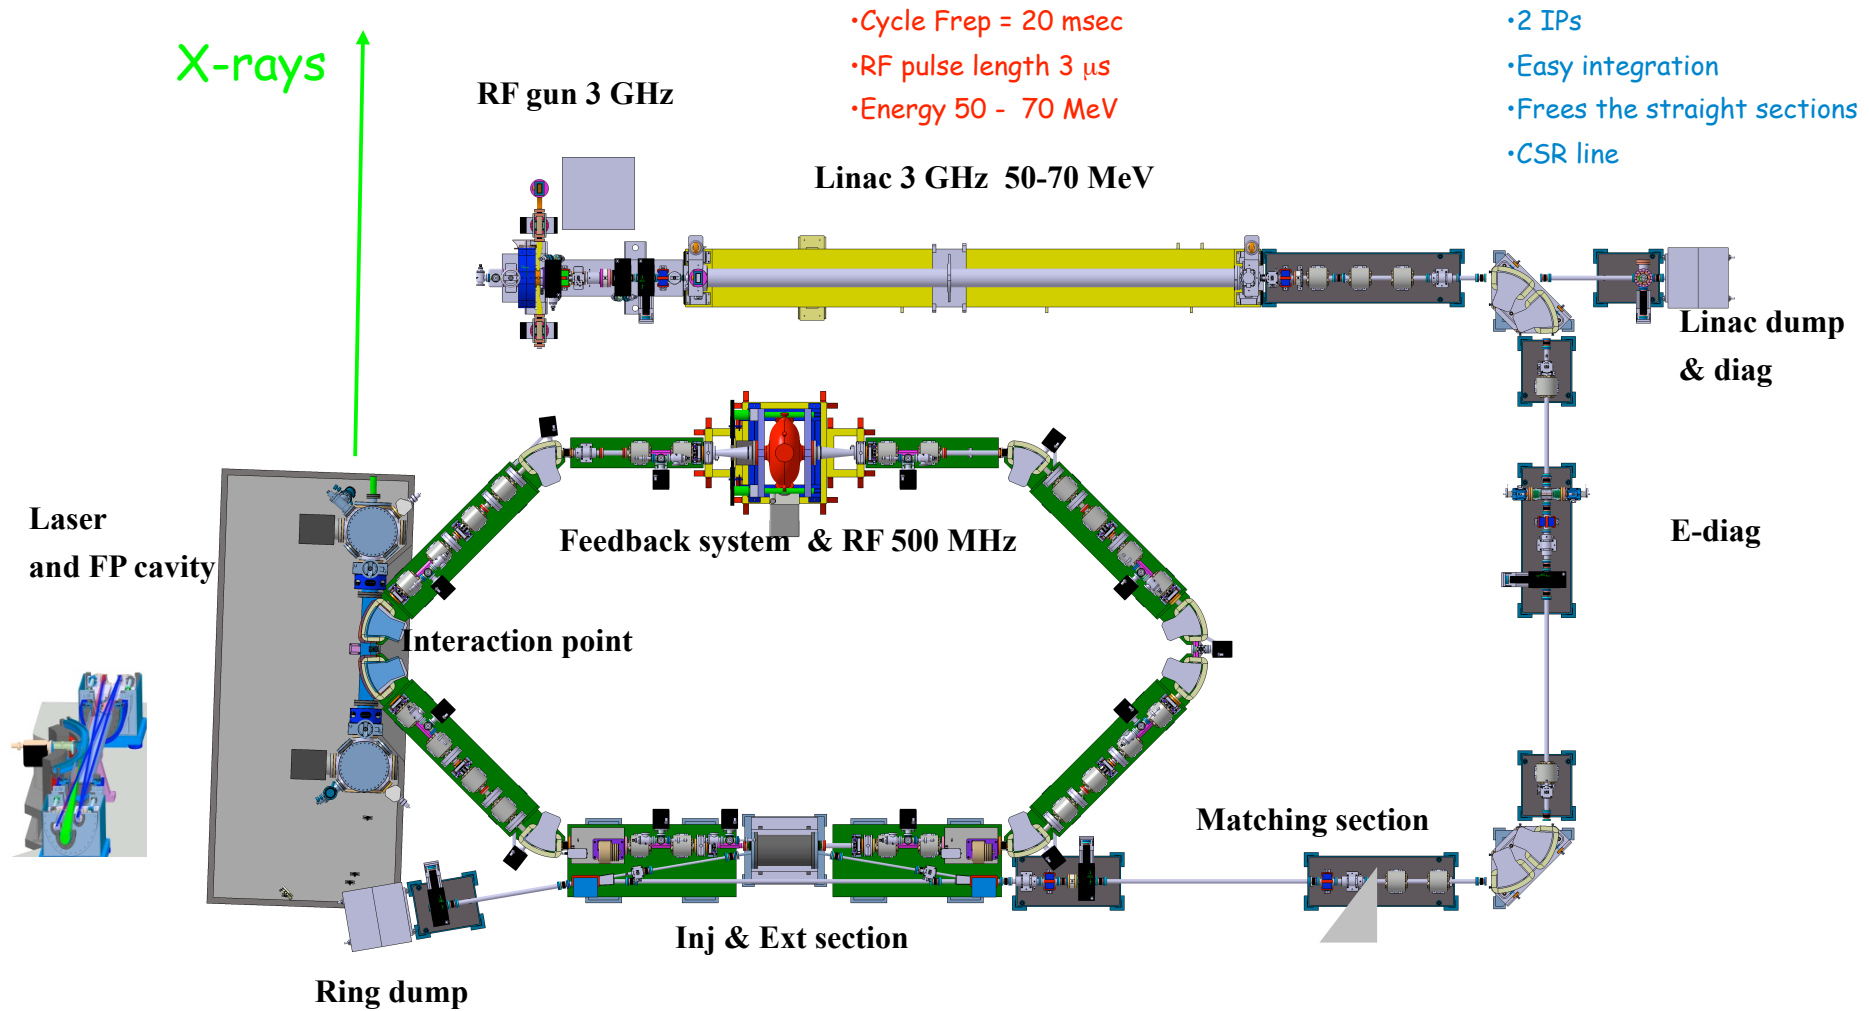 •Cycle Frep = 20 msec
•RF pulse length 3 μs
•Energy 50 - 70 MeV
•2 IPs
•Easy integration
•Frees the straight sections
•CSR line
X-rays
RF gun 3 GHz
Linac 3 GHz 50-70 MeV
Linac dump
& diag
Laser
and FP cavity
Feedback system & RF 500 MHz
E-diag
Interaction point
Matching section
Inj & Ext section
Ring dump